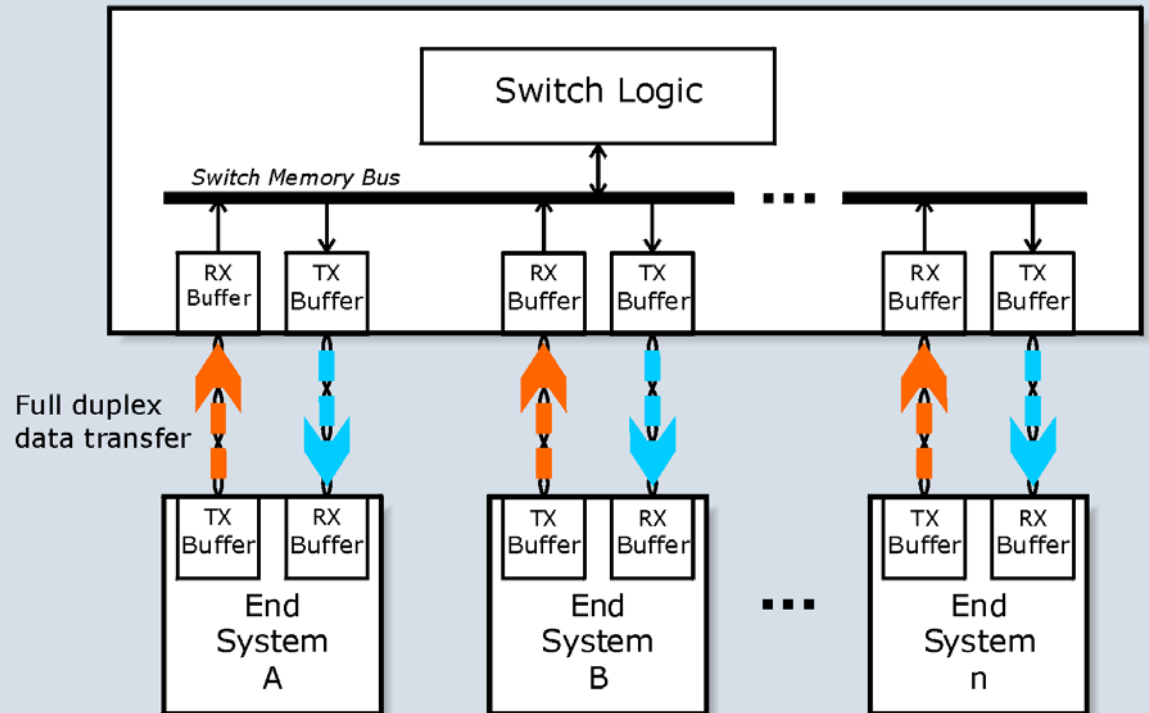 Switch Logic
Switch Memory Bus
...
RX
Buffer
TX
Buffer
RX
Buffer
TX
Buffer
RX
Buffer
TX
Buffer
Full duplex
data transfer
TX
Buffer
RX
Buffer
End
System
A
TX
Buffer
RX
Buffer
End
System
B
...
TX
Buffer
RX
Buffer
End
System
n